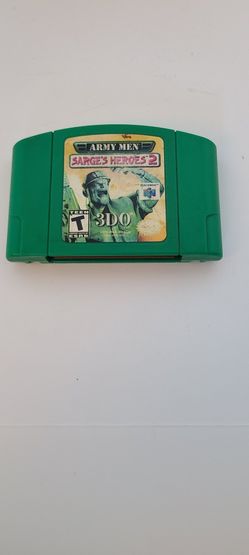 ARMY MEN
SARGE'S HEROES 2
TEEN
T
ESRB
3DO